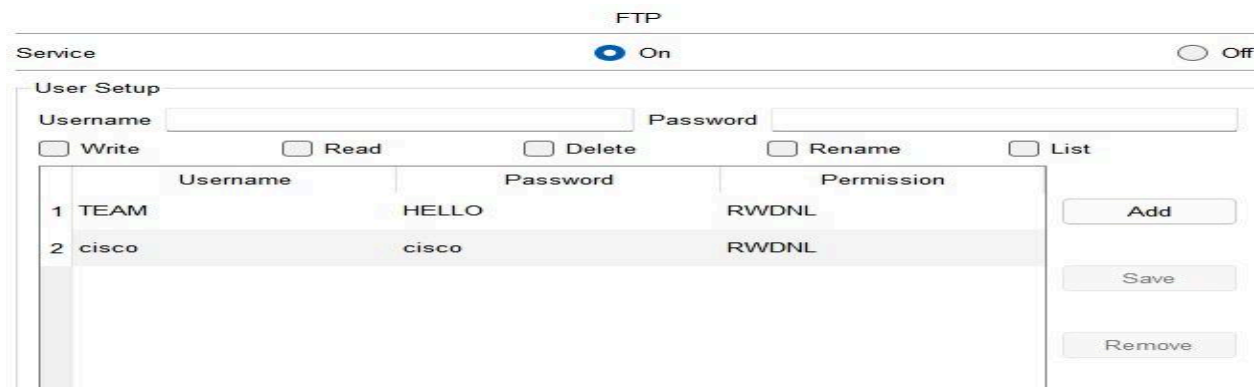 FTP
Service On Off
User Setup
Username Password
Write Read Delete Rename List
Username Password Permission
1 TEAM HELLO RWDNL
Add
2 cisco cisco RWDNL
Save
Remove